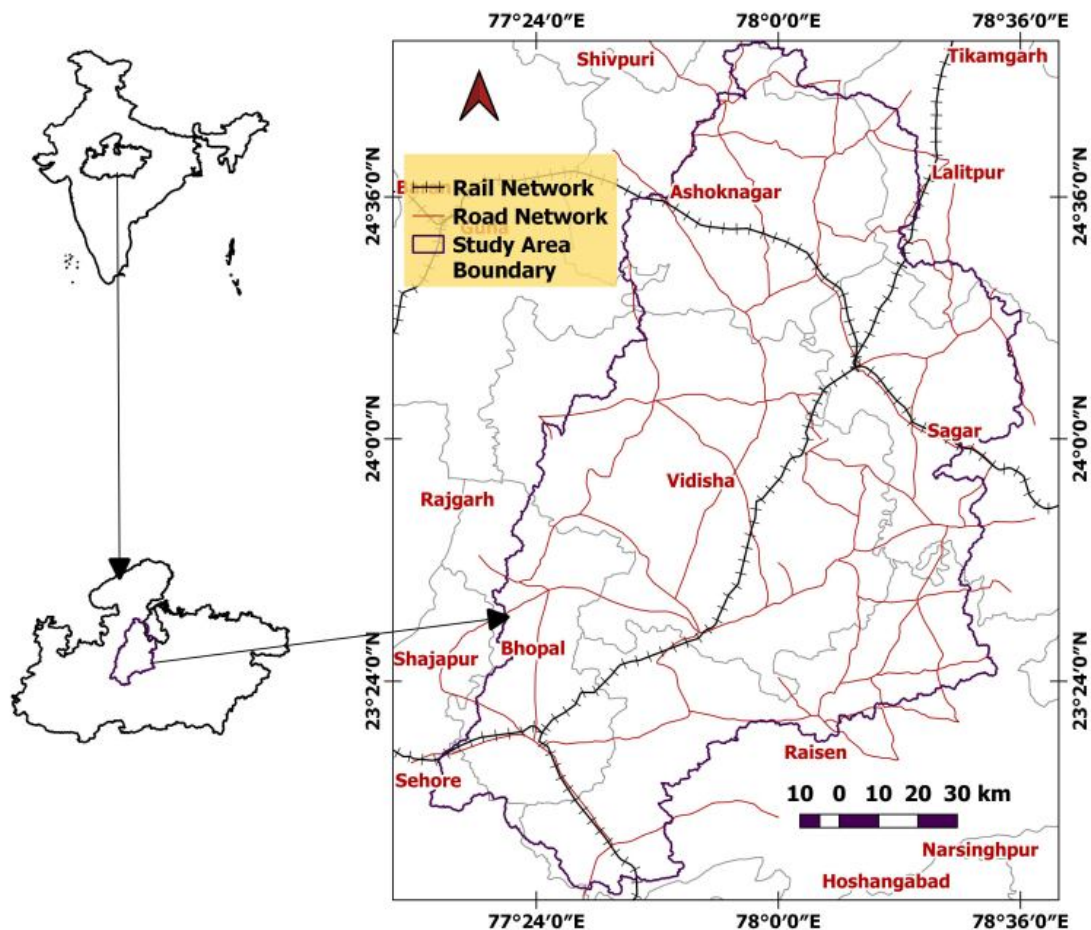 77°24′0″E 78°0′0″E 78°36′0″E
Shivpuri
Tikamgarh
Rail Network
Road Network
Study Area
Boundary
Guna
Ashoknagar
Lalitpur
24°36′0″N
24°36′0″N
Sagar
24°0′0″N
24°0′0″N
Vidisha
Rajgarh
Bhopal
Shajapur
23°24′0″N
23°24′0″N
Raisen
Sehore
10 0 10 20 30 km
Narsinghpur
Hoshangabad
77°24′0″E 78°0′0″E 78°36′0″E